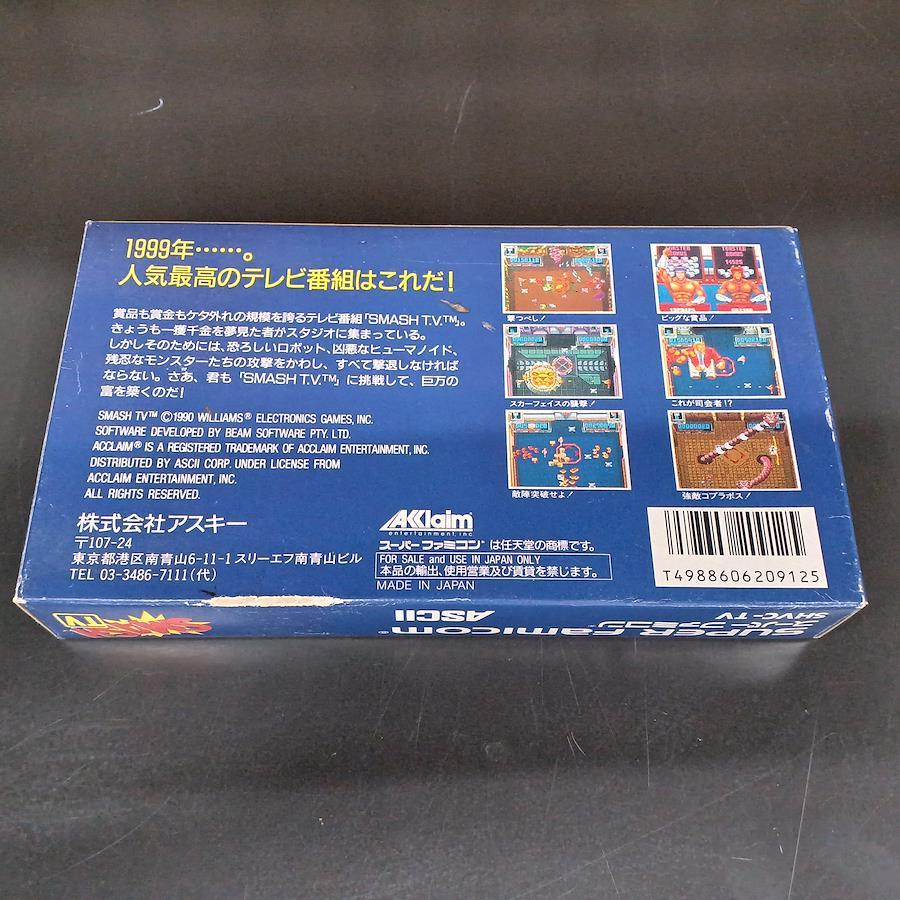 1999年……。
人気最高のテレビ番組はこれだ!
賞品も賞金もケタ外れの規模を誇るテレビ番組「SMASH T.V.™」。
きょうも一獲千金を夢見た者がスタジオに集まっている。
しかしそのためには、恐ろしいロボット、凶悪なヒューマノイド、
残忍なモンスターたちの攻撃をかわし、すべて撃退しなければ
ならない。さあ、君も「SMASH T.V.™」に挑戦して、巨万の
富を築くのだ!
SMASH TV™ ©1990 WILLIAMS® ELECTRONICS GAMES, INC.
SOFTWARE DEVELOPED BY BEAM SOFTWARE PTY. LTD.
ACCLAIM® IS A REGISTERED TRADEMARK OF ACCLAIM ENTERTAINMENT, INC.
DISTRIBUTED BY ASCII CORP. UNDER LICENSE FROM
ACCLAIM ENTERTAINMENT, INC.
ALL RIGHTS RESERVED.
株式会社アスキー
〒107-24
東京都港区南青山6-11-1スリーエフ南青山ビル
TEL 03-3486-7111(代)
撃つべし!
ビッグな賞品!
スカーフェイスの襲撃!
これが司会者!?
敵陣突破せよ!
強敵コブラボス!
AKklaim
entertainment, inc.
スーパーファミコン®は任天堂の商標です。
FOR SALE and USE IN JAPAN ONLY
本品の輸出、使用営業及び賃貸を禁じます。
MADE IN JAPAN
T4988606209125
SUPER Famicom®
スーパーファミコン™
SHVC-TV
ASCII
SMASH TV